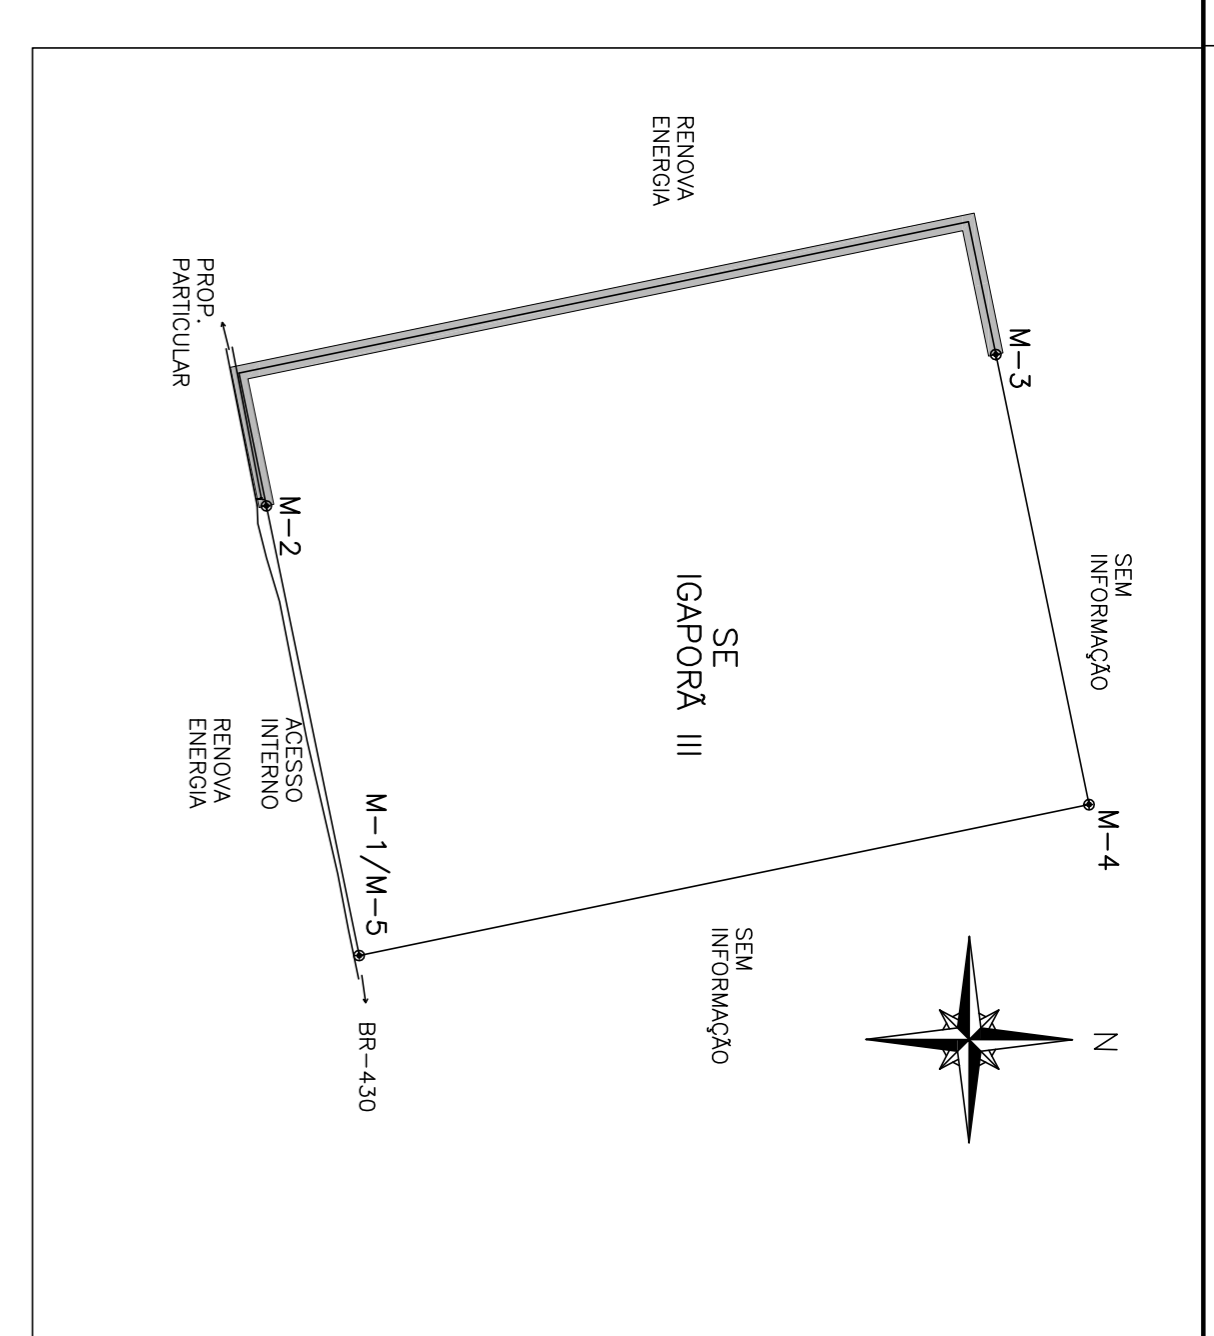 RENOVA
ENERGIA
M-3
PROP.
PARTICULAR
M-2
SEM
INFORMAÇÃO
SE
IGAPORÃ III
M-4
ACESSO
INTERNO
RENOVA
ENERGIA
M-1/M-5
SEM
INFORMAÇÃO
N
BR-430